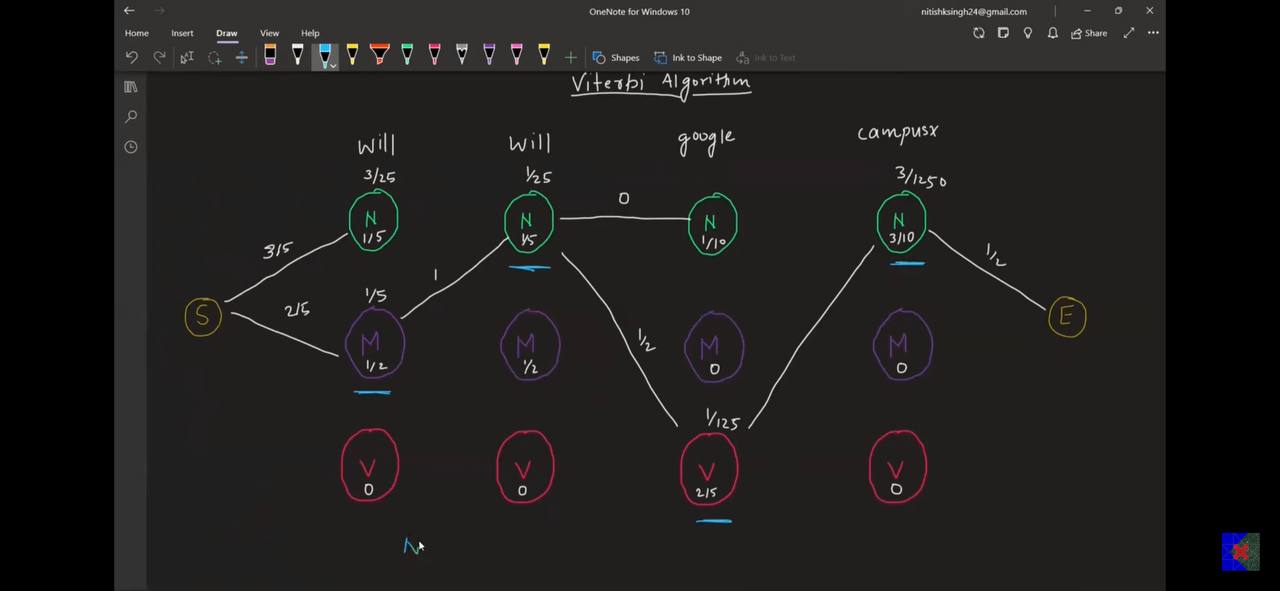 OneNote for Windows 10
nitishksingh24@gmail.com
Home Insert Draw View Help
Share
Shapes Ink to Shape Ink to Text
Viterbi Algorithm
will will google campusx
3/25 1/25 3/1250
0
N N N N
1/5 1/5 1/10 3/10
3/5 1 1/2
1/5
2/5
S E
1/2
M M M M
1/2 1/2 0 0
1/125
V V V V
0 0 2/5 0
N